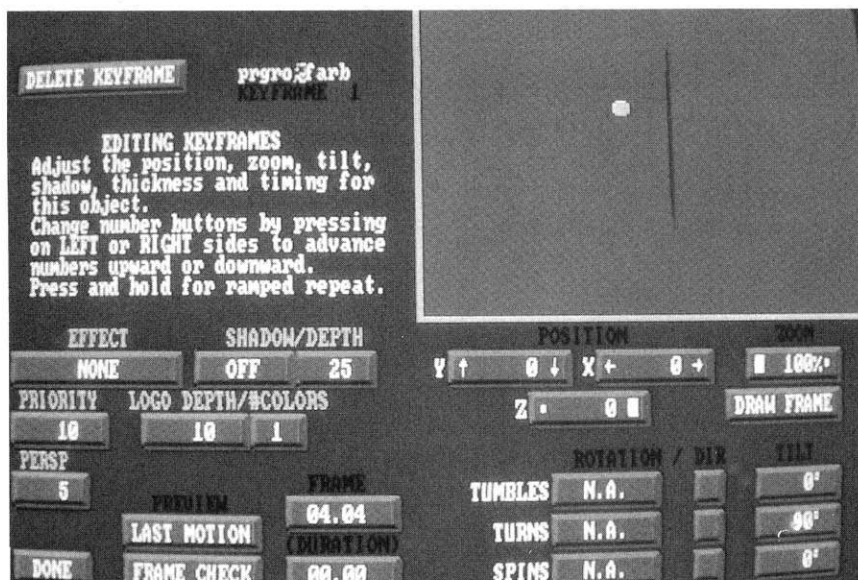 DELETE KEYFRAME
KEYFRAME 1
EDITING KEYFRAMES
Adjust the position, zoom, tilt,
shadow, thickness and timing for
this object.
Change number buttons by pressing
on LEFT or RIGHT sides to advance
numbers upward or downward.
Press and hold for ramped repeat.
EFFECT
SHADOW/DEPTH
NONE
OFF
25
PRIORITY
LOGO DEPTH/#COLORS
10
10
1
PERSP
5
PREVIEW
LAST MOTION
FRAME CHECK
FRAME
04.04
(DURATION)
00.00
DONE
POSITION
ZOOM
Y ↑ 0 ↓ X ← 0 →
100%
Z 0
DRAW FRAME
ROTATION / DIR
TILT
TUMBLES N.A. 0°
TURNS N.A. 90°
SPINS N.A. 0°